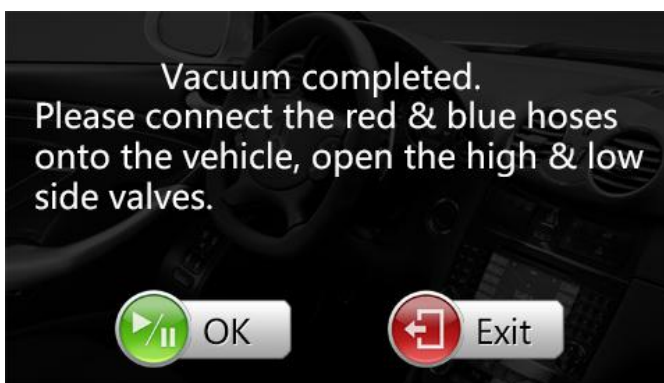 Vacuum completed.
Please connect the red & blue hoses
onto the vehicle, open the high & low
side valves.
OK
Exit